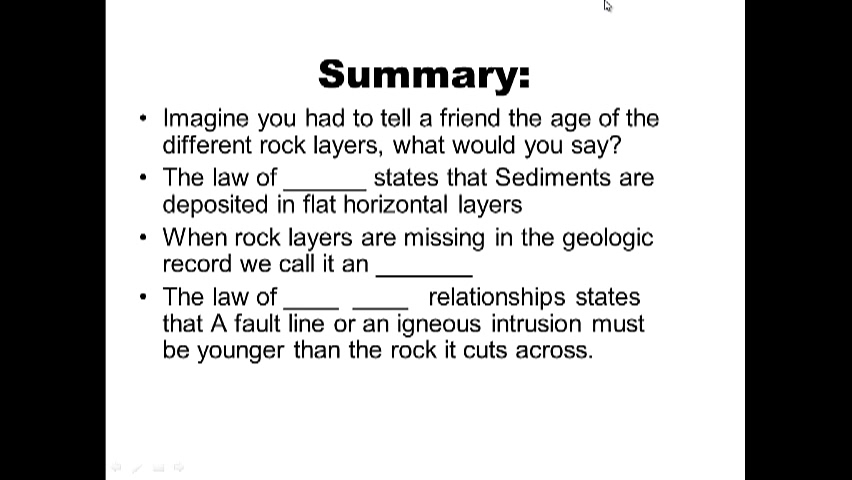 Summary:
• Imagine you had to tell a friend the age of the
different rock layers, what would you say?
• The law of _______ states that Sediments are
deposited in flat horizontal layers
• When rock layers are missing in the geologic
record we call it an ________
• The law of _____ _____ relationships states
that A fault line or an igneous intrusion must
be younger than the rock it cuts across.